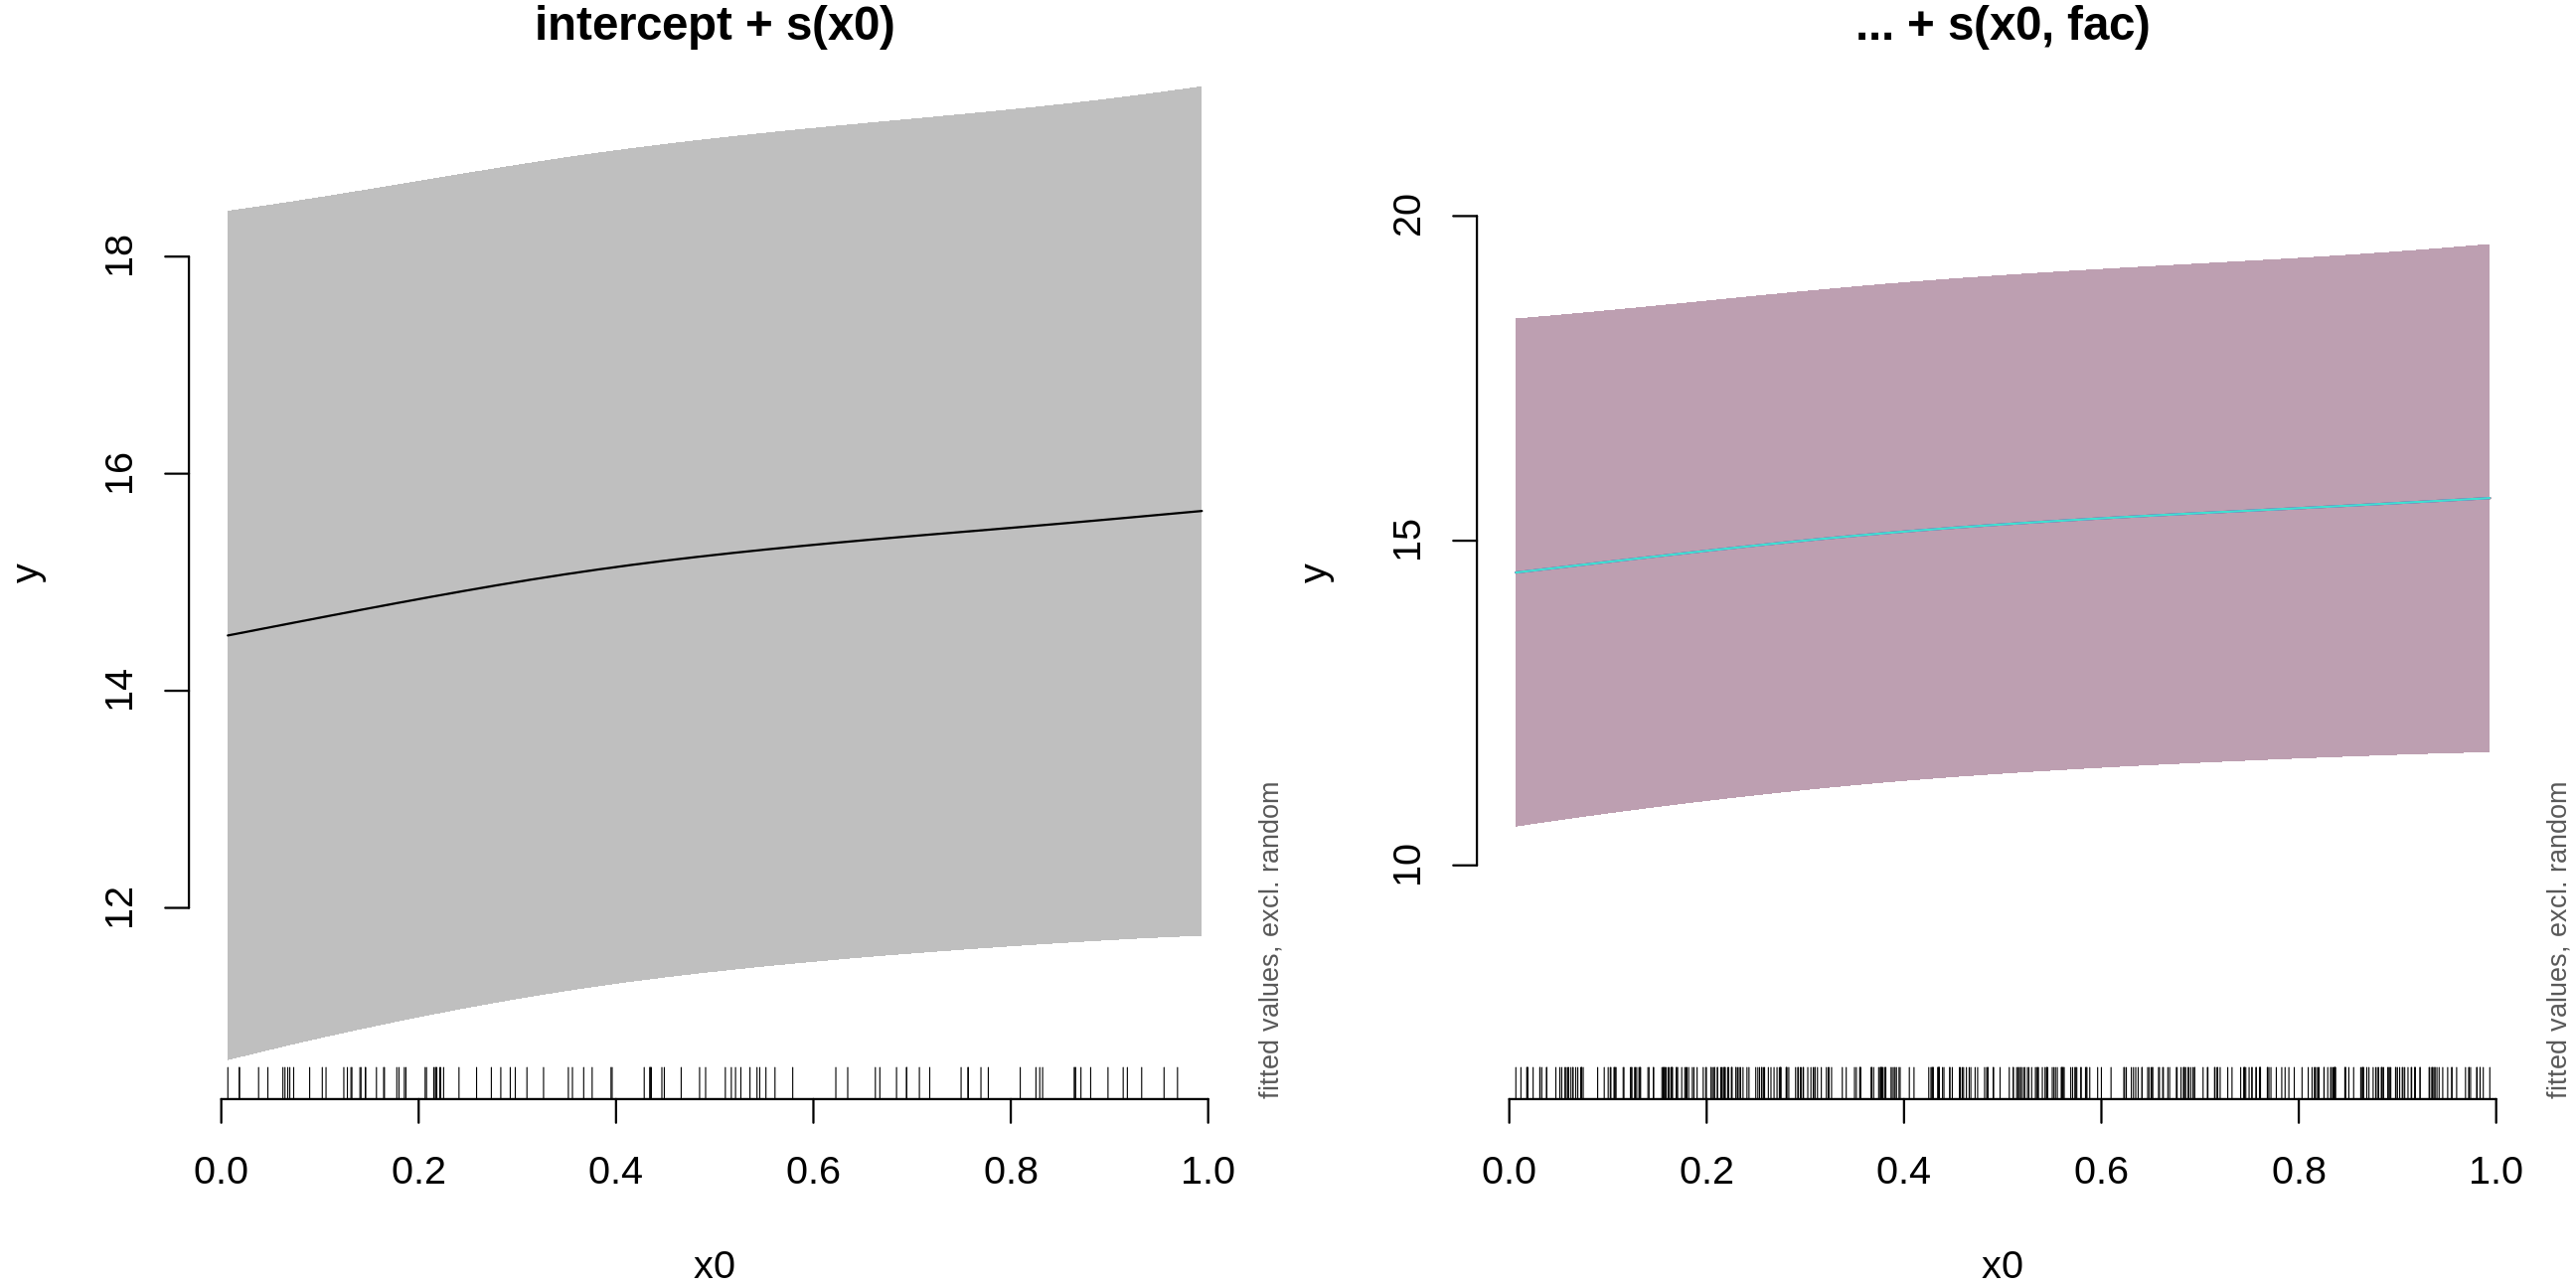 intercept + s(x0)
y
18
16
14
12
0.0 0.2 0.4 0.6 0.8 1.0
x0
fitted values, excl. random
... + s(x0, fac)
y
20
15
10
0.0 0.2 0.4 0.6 0.8 1.0
x0
fitted values, excl. random